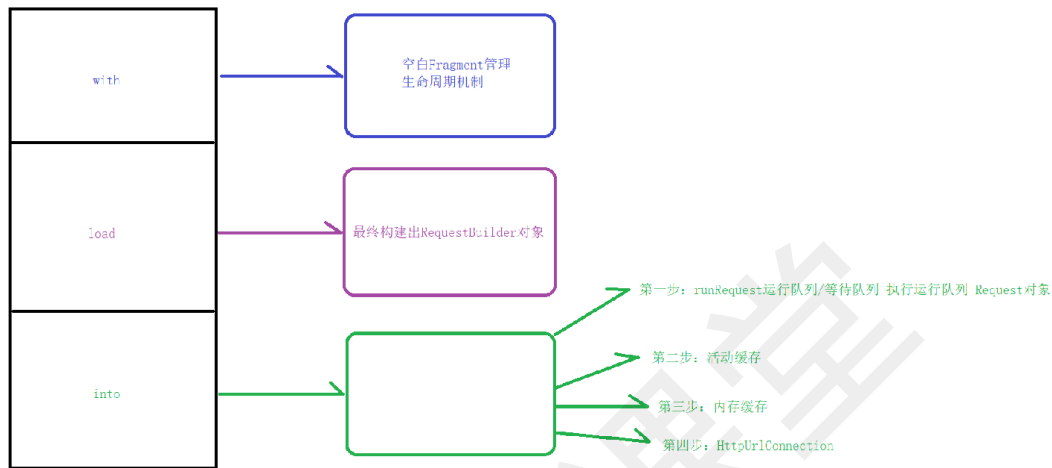 with
空白Fragment管理
生命周期机制
load
最终构建出RequestBuilder对象
into
第一步：runRequest运行队列/等待队列 执行运行队列 Request对象
第二步：活动缓存
第三步：内存缓存
第四步：HttpUrlConnection
课堂